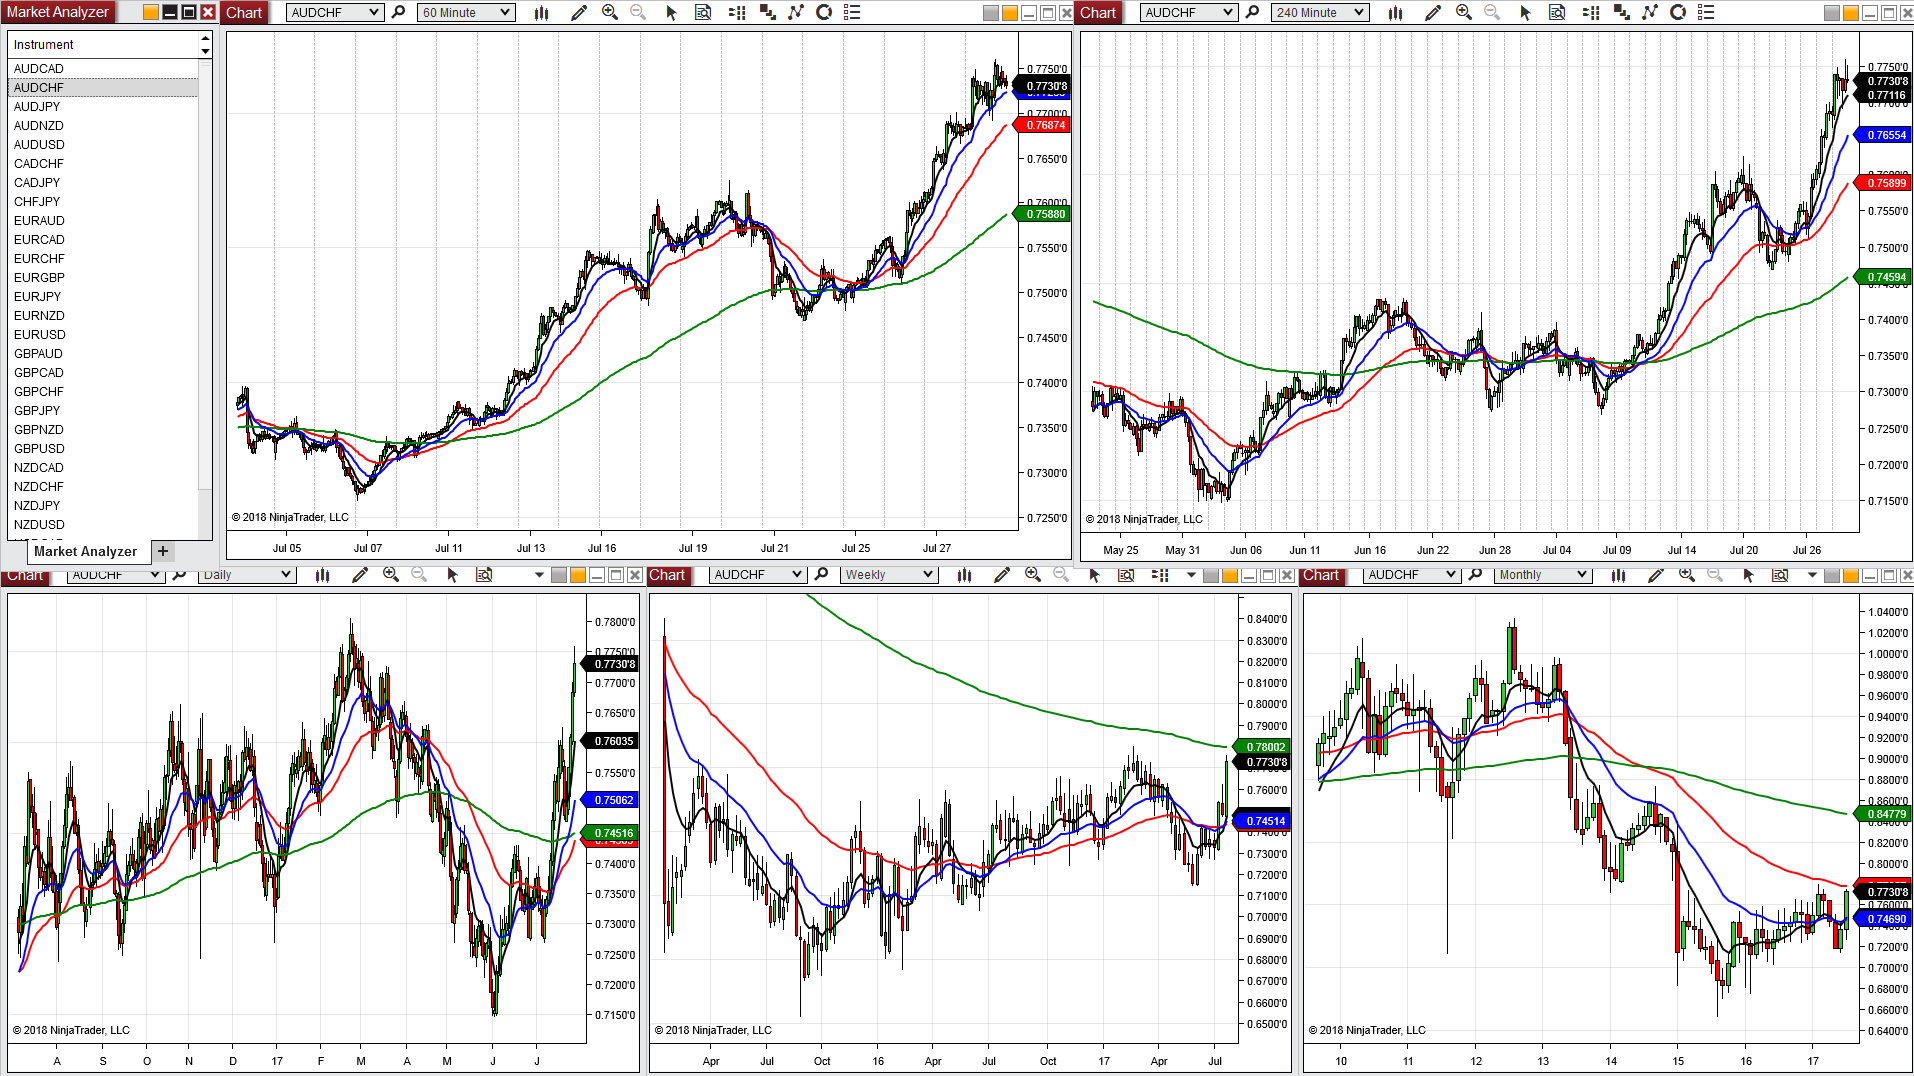 Market Analyzer
Instrument
AUDCAD
AUDCHF
AUDJPY
AUDNZD
AUDUSD
CADCHF
CADJPY
CHFJPY
EURAUD
EURCAD
EURCHF
EURGBP
EURJPY
EURNZD
EURUSD
GBPAUD
GBPCAD
GBPCHF
GBPJPY
GBPNZD
GBPUSD
NZDCAD
NZDCHF
NZDJPY
NZDUSD
Market Analyzer +
Chart AUDCHF 60 Minute
0.7750'0
0.7730'8
0.7700'0
0.76874
0.7650'0
0.7600'0
0.75880
0.7550'0
0.7500'0
0.7450'0
0.7400'0
0.7350'0
0.7300'0
0.7250'0
© 2018 NinjaTrader, LLC
Jul 05 Jul 07 Jul 11 Jul 13 Jul 16 Jul 19 Jul 21 Jul 25 Jul 27
Chart AUDCHF 240 Minute
0.7750'0
0.7730'8
0.77116
0.76554
0.75899
0.7550'0
0.7500'0
0.74594
0.7400'0
0.7350'0
0.7300'0
0.7250'0
0.7200'0
0.7150'0
© 2018 NinjaTrader, LLC
May 25 May 31 Jun 06 Jun 11 Jun 16 Jun 22 Jun 28 Jul 04 Jul 09 Jul 14 Jul 20 Jul 26
Chart AUDCHF Daily
0.7800'0
0.7730'8
0.7700'0
0.7650'0
0.76035
0.7550'0
0.75062
0.74516
0.7400'0
0.7350'0
0.7300'0
0.7250'0
0.7200'0
0.7150'0
© 2018 NinjaTrader, LLC
A S O N D 17 F M A M J J
Chart AUDCHF Weekly
0.8400'0
0.8300'0
0.8200'0
0.8100'0
0.8000'0
0.7900'0
0.78002
0.7730'8
0.7600'0
0.74514
0.7400'0
0.7300'0
0.7200'0
0.7100'0
0.7000'0
0.6900'0
0.6800'0
0.6700'0
0.6600'0
0.6500'0
© 2018 NinjaTrader, LLC
Apr Jul Oct 16 Apr Jul Oct 17 Apr Jul
Chart AUDCHF Monthly
1.0400'0
1.0200'0
1.0000'0
0.9800'0
0.9600'0
0.9400'0
0.9200'0
0.9000'0
0.8800'0
0.8600'0
0.84779
0.8200'0
0.8000'0
0.7730'8
0.7600'0
0.74690
0.7200'0
0.7000'0
0.6800'0
0.6600'0
0.6400'0
© 2018 NinjaTrader, LLC
10 11 12 13 14 15 16 17